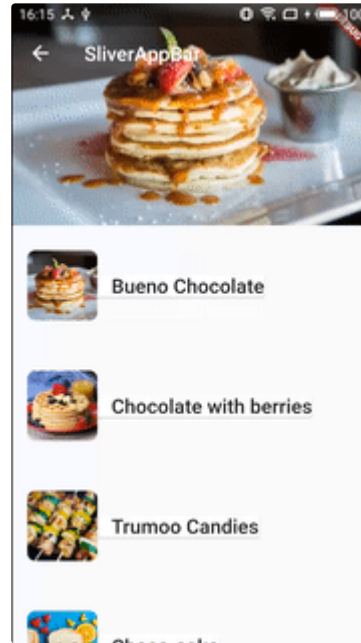 16:15
SliverAppBar
Bueno Chocolate
Chocolate with berries
Trumoo Candies